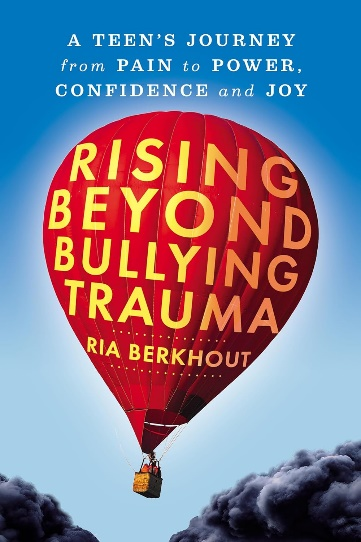 A TEEN'S JOURNEY
from PAIN to POWER,
CONFIDENCE and JOY
RISING
BEYOND
BULLYING
TRAUMA
RIA BERKHOUT